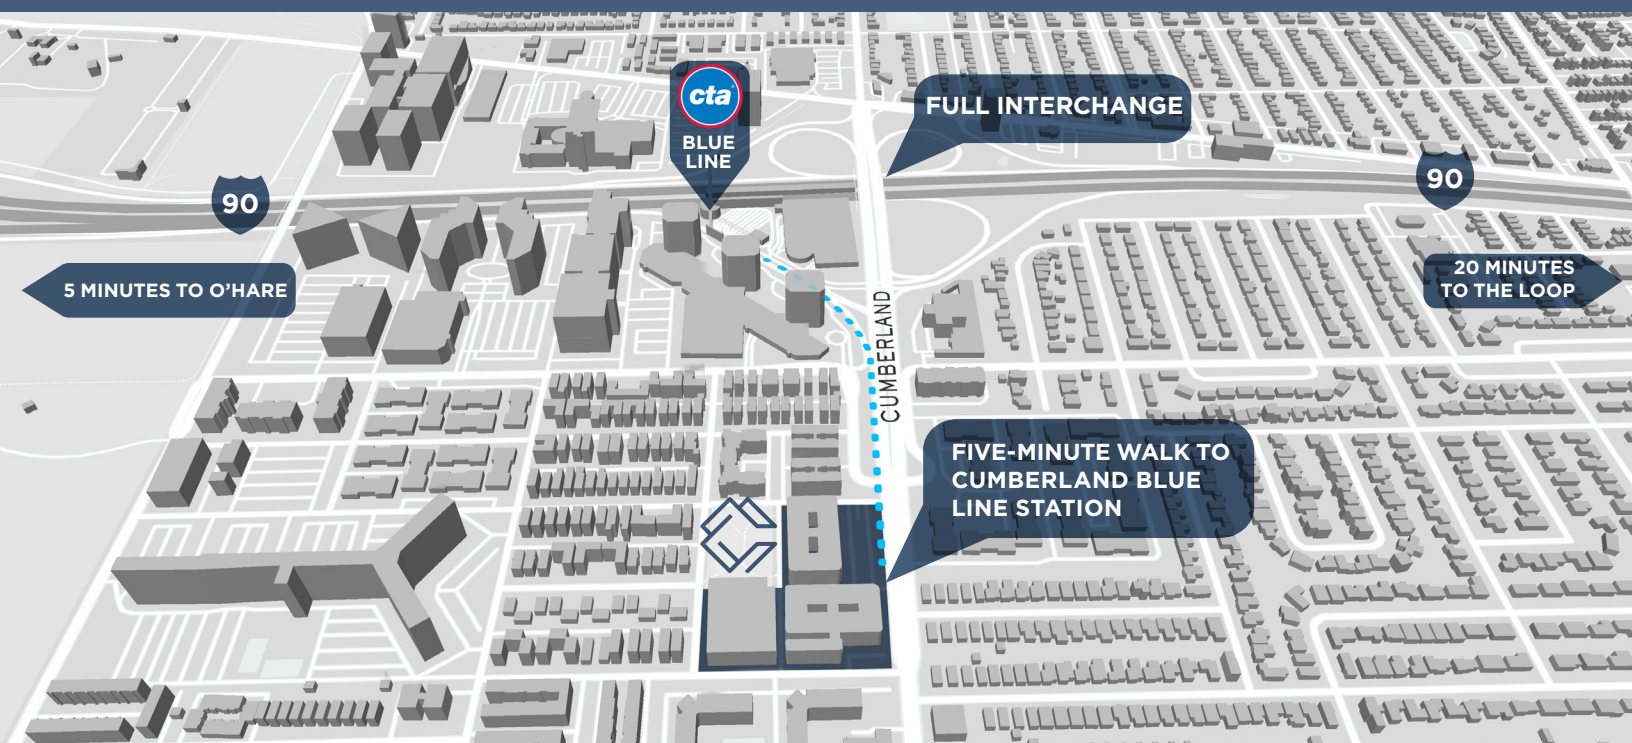 cta
BLUE
LINE
FULL INTERCHANGE
90
90
5 MINUTES TO O'HARE
20 MINUTES
TO THE LOOP
CUMBERLAND
FIVE-MINUTE WALK TO
CUMBERLAND BLUE
LINE STATION